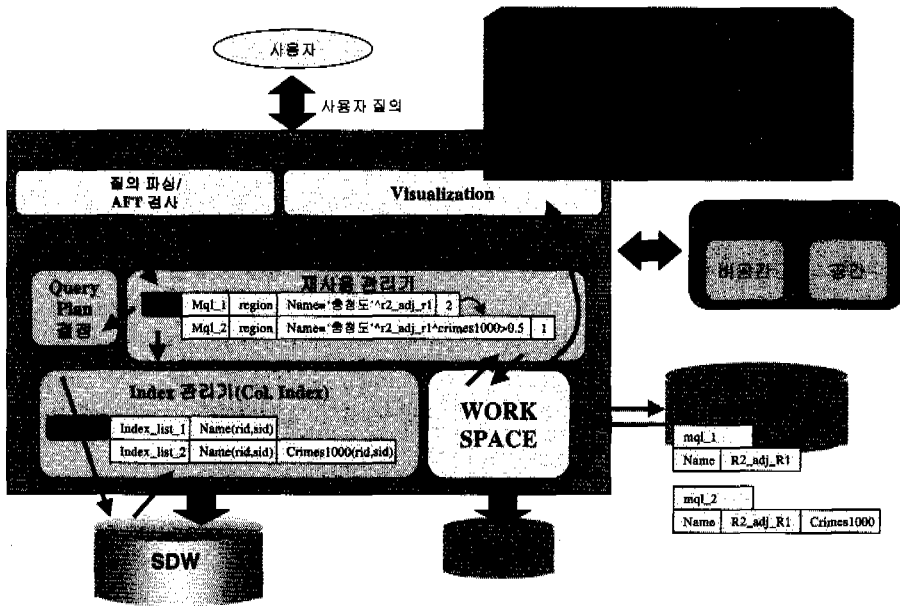 사용자
사용자 질의
질의 파싱/
AFT 검사
Visualization
비공간
공간
Query
Plan
결정
재사용 관리기
Mql_1 region Name='충청도'^r2_adj_r1 2
Mql_2 region Name='충청도'^r2_adj_r1^crimes1000>0.5 1
Index 관리기(Col. Index)
Index_list_1 Name(rid,sid)
Index_list_2 Name(rid,sid) Crimes1000(rid,sid)
WORK
SPACE
mql_1
Name R2_adj_R1
mql_2
Name R2_adj_R1 Crimes1000
SDW